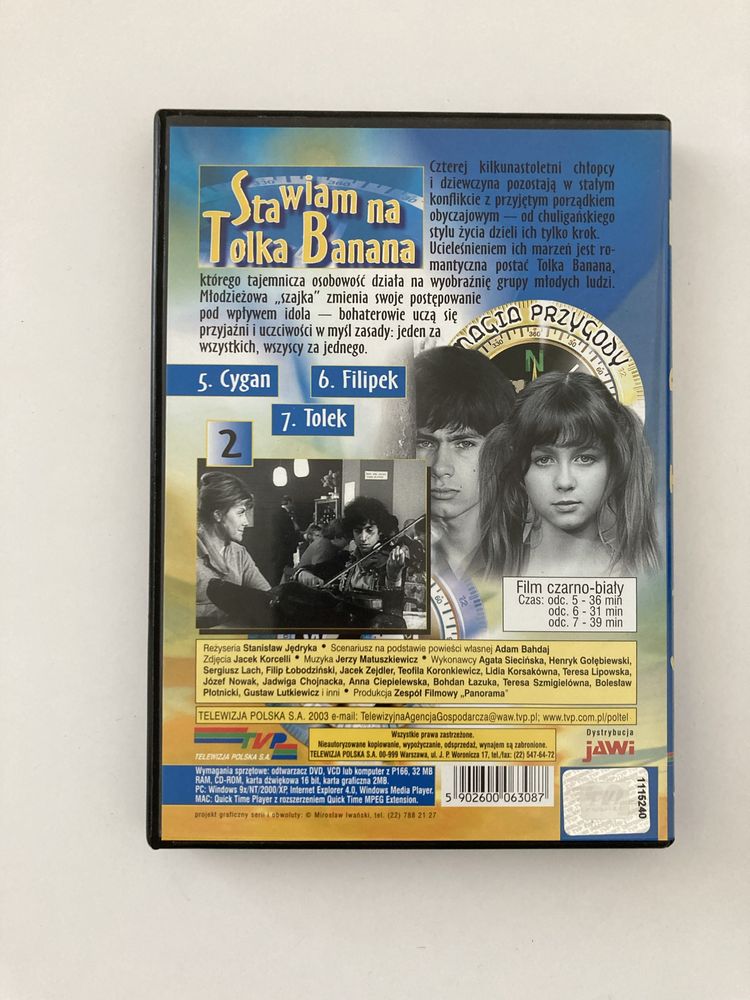 Stawiam na
Tolka Banana
Czterej kilkunastoletni chłopcy
i dziewczyna pozostają w stałym
konflikcie z przyjętym porządkiem
obyczajowym — od chuligańskiego
stylu życia dzieli ich tylko krok.
Ucieleśnieniem ich marzeń jest ro-
mantyczna postać Tolka Banana,
którego tajemnicza osobowość działa na wyobraźnię grupy młodych ludzi.
Młodzieżowa „szajka” zmienia swoje postępowanie
pod wpływem idola — bohaterowie uczą się
przyjaźni i uczciwości w myśl zasady: jeden za
wszystkich, wszyscy za jednego.
MAGIA PRZYGODY
330
N
60
5. Cygan
6. Filipek
7. Tolek
2
Film czarno-biały
Czas: odc. 5 - 36 min
odc. 6 - 31 min
odc. 7 - 39 min
Reżyseria Stanisław Jędryka • Scenariusz na podstawie powieści własnej Adam Bahdaj
Zdjęcia Jacek Korcelli • Muzyka Jerzy Matuszkiewicz • Wykonawcy Agata Siecińska, Henryk Gołębiewski,
Sergiusz Lach, Filip Łobodziński, Jacek Zejdler, Teofila Koronkiewicz, Lidia Korsakówna, Teresa Lipowska,
Józef Nowak, Jadwiga Chojnacka, Anna Ciepielewska, Bohdan Łazuka, Teresa Szmigielówna, Bolesław
Płotnicki, Gustaw Lutkiewicz i inni • Produkcja Zespół Filmowy „Panorama”
TELEWIZJA POLSKA S.A. 2003 e-mail: TelewizyjnaAgencjaGospodarcza@waw.tvp.pl; www.tvp.com.pl/poltel
TVP
TELEWIZJA POLSKA S.A.
Wszystkie prawa zastrzeżone.
Nieautoryzowane kopiowanie, wypożyczanie, odsprzedaż, wynajem są zabronione.
TELEWIZJA POLSKA S.A. 00-999 Warszawa, ul. J. P. Woronicza 17, tel./fax: (22) 547-64-72
Dystrybucja
JAWi
Wymagania sprzętowe: odtwarzacz DVD, VCD lub komputer z P166, 32 MB
RAM, CD-ROM, karta dźwiękowa 16 bit, karta graficzna 2MB.
PC: Windows 9x/NT/2000/XP, Internet Explorer 4.0, Windows Media Player.
MAC: Quick Time Player z rozszerzeniem Quick Time MPEG Extension.
5 902600 063087
1115240
projekt graficzny serii i obwoluty: © Mirosław Iwański, tel. (22) 788 21 27